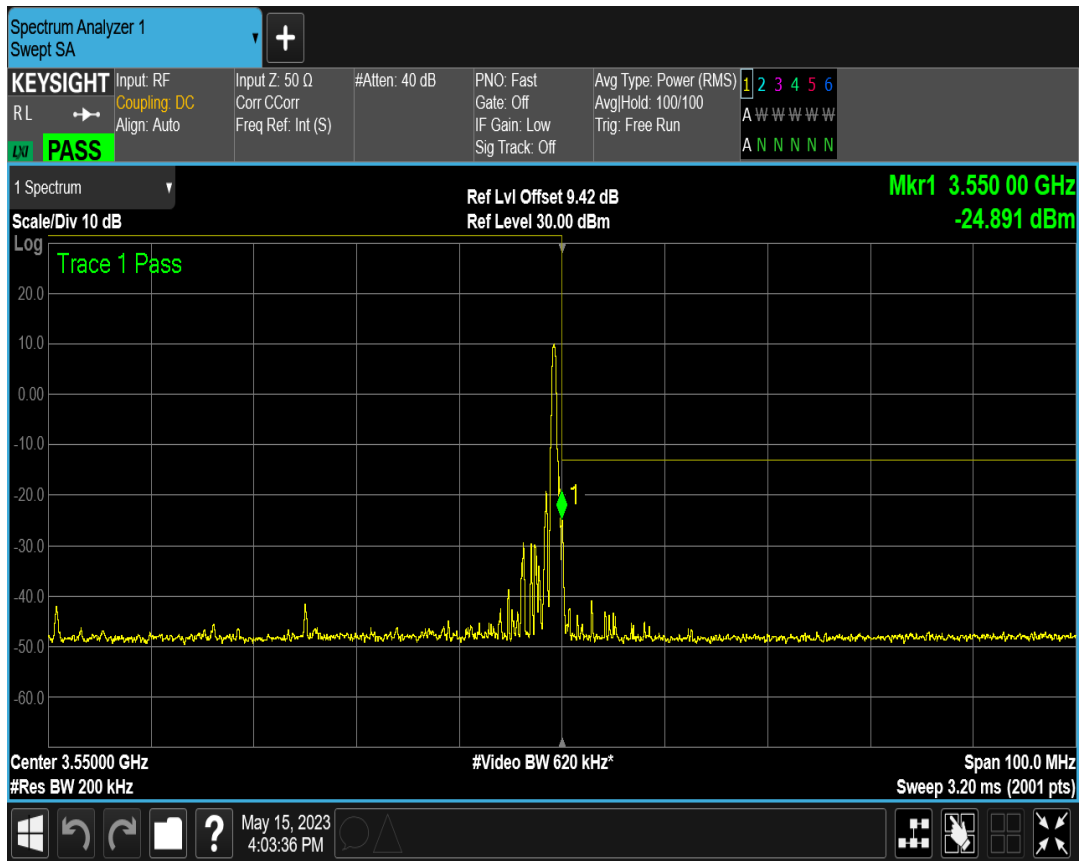 Spectrum Analyzer 1
Swept SA
+
KEYSIGHT
RL
LXI PASS
Input: RF
Coupling: DC
Align: Auto
Input Z: 50 Ω
Corr CCorr
Freq Ref: Int (S)
#Atten: 40 dB
PNO: Fast
Gate: Off
IF Gain: Low
Sig Track: Off
Avg Type: Power (RMS)
Avg|Hold: 100/100
Trig: Free Run
1 2 3 4 5 6
A W W W W W
A N N N N N
1 Spectrum
Scale/Div 10 dB
Ref Lvl Offset 9.42 dB
Ref Level 30.00 dBm
Mkr1 3.550 00 GHz
-24.891 dBm
Log
Trace 1 Pass
20.0
10.0
0.00
-10.0
-20.0
-30.0
-40.0
-50.0
-60.0
1
Center 3.55000 GHz
#Res BW 200 kHz
#Video BW 620 kHz*
Span 100.0 MHz
Sweep 3.20 ms (2001 pts)
?
May 15, 2023
4:03:36 PM